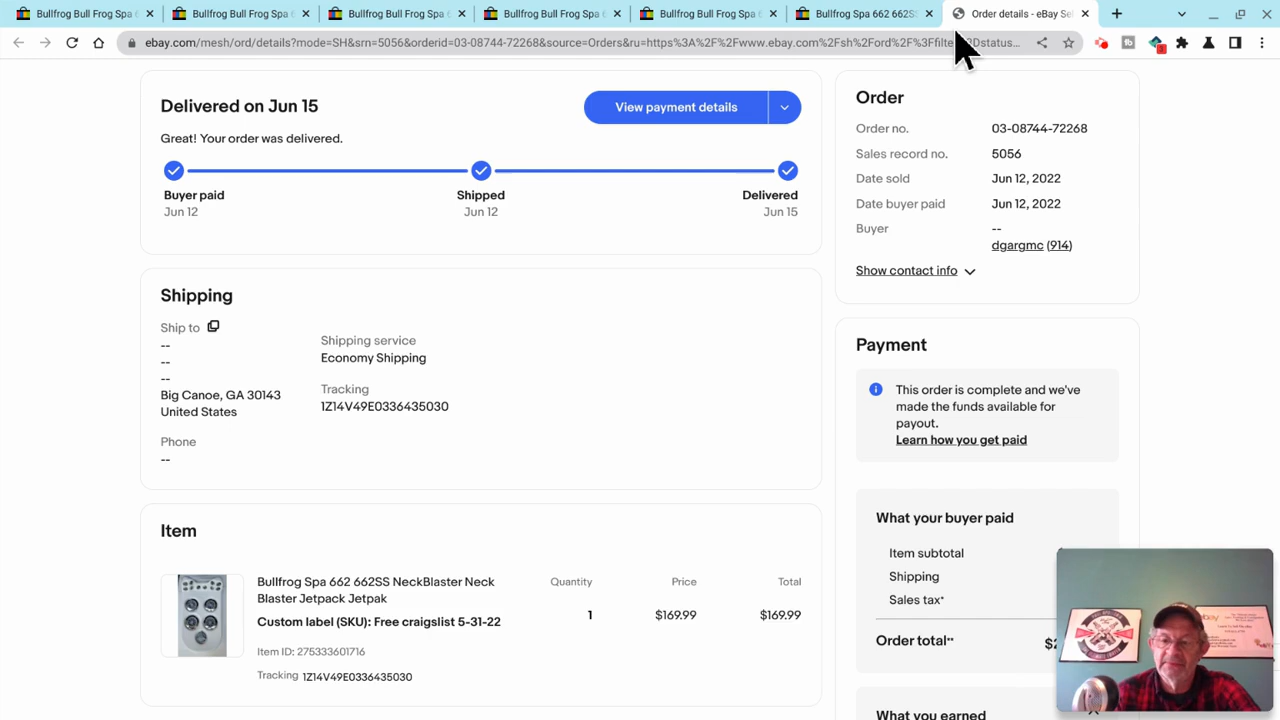 Bullfrog Bull Frog Spa 6
Bullfrog Bull Frog Spa 6
Bullfrog Bull Frog Spa 6
Bullfrog Bull Frog Spa 6
Bullfrog Bull Frog Spa 6
Bullfrog Spa 662 662SS
Order details - eBay Sel
ebay.com/mesh/ord/details?mode=SH&srn=5056&orderid=03-08744-72268&source=Orders&ru=https%3A%2F%2Fwww.ebay.com%2Fsh%2Ford%2F%3Ffilte
Dstatus...
Delivered on Jun 15
View payment details
Great! Your order was delivered.
Buyer paid
Shipped
Delivered
Jun 12
Jun 12
Jun 15
Shipping
Ship to
--
--
--
Big Canoe, GA 30143
United States
Phone
--
Shipping service
Economy Shipping
Tracking
1Z14V49E0336435030
Item
Quantity
Price
Total
Bullfrog Spa 662 662SS NeckBlaster Neck
Blaster Jetpack Jetpak
1
$169.99
$169.99
Custom label (SKU): Free craigslist 5-31-22
Item ID: 275333601716
Tracking 1Z14V49E0336435030
Order
Order no. 03-08744-72268
Sales record no. 5056
Date sold Jun 12, 2022
Date buyer paid Jun 12, 2022
Buyer --
dgargmc (914)
Show contact info
Payment
This order is complete and we've
made the funds available for
payout.
Learn how you get paid
What your buyer paid
Item subtotal
Shipping
Sales tax*
Order total**
What you earned